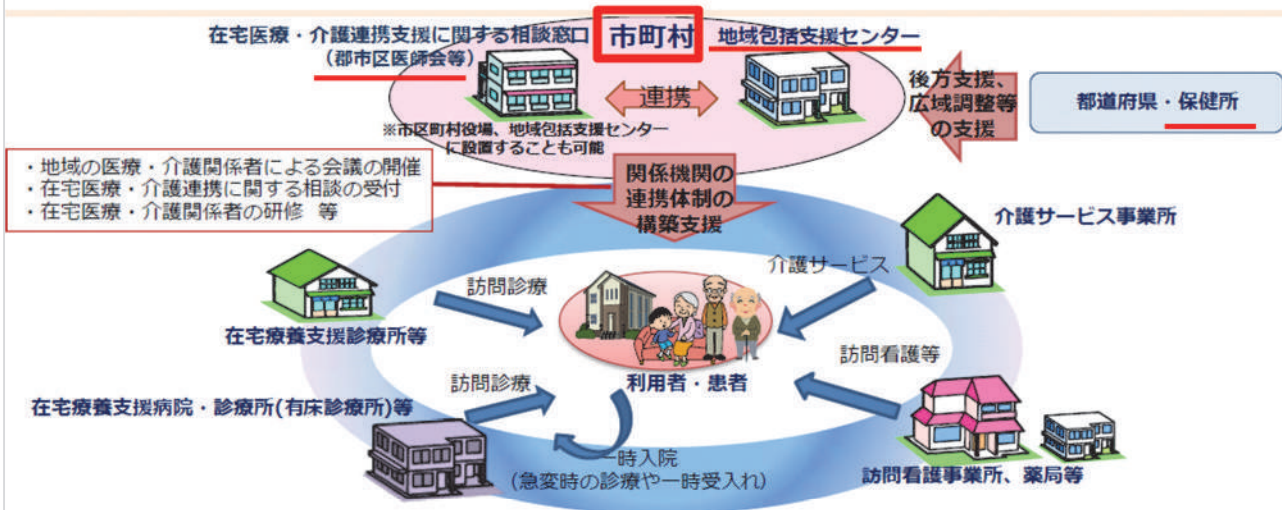 在宅医療・介護連携支援に関する相談窓口
（郡市区医師会等）
市町村
地域包括支援センター
連携
※市区町村役場、地域包括支援センター
に設置することも可能
後方支援、
広域調整等
の支援
都道府県・保健所
・地域の医療・介護関係者による会議の開催
・在宅医療・介護連携に関する相談の受付
・在宅医療・介護関係者の研修 等
関係機関の
連携体制の
構築支援
介護サービス事業所
介護サービス
訪問診療
在宅療養支援診療所等
利用者・患者
訪問看護等
訪問診療
在宅療養支援病院・診療所(有床診療所)等
一時入院
（急変時の診療や一時受入れ）
訪問看護事業所、薬局等